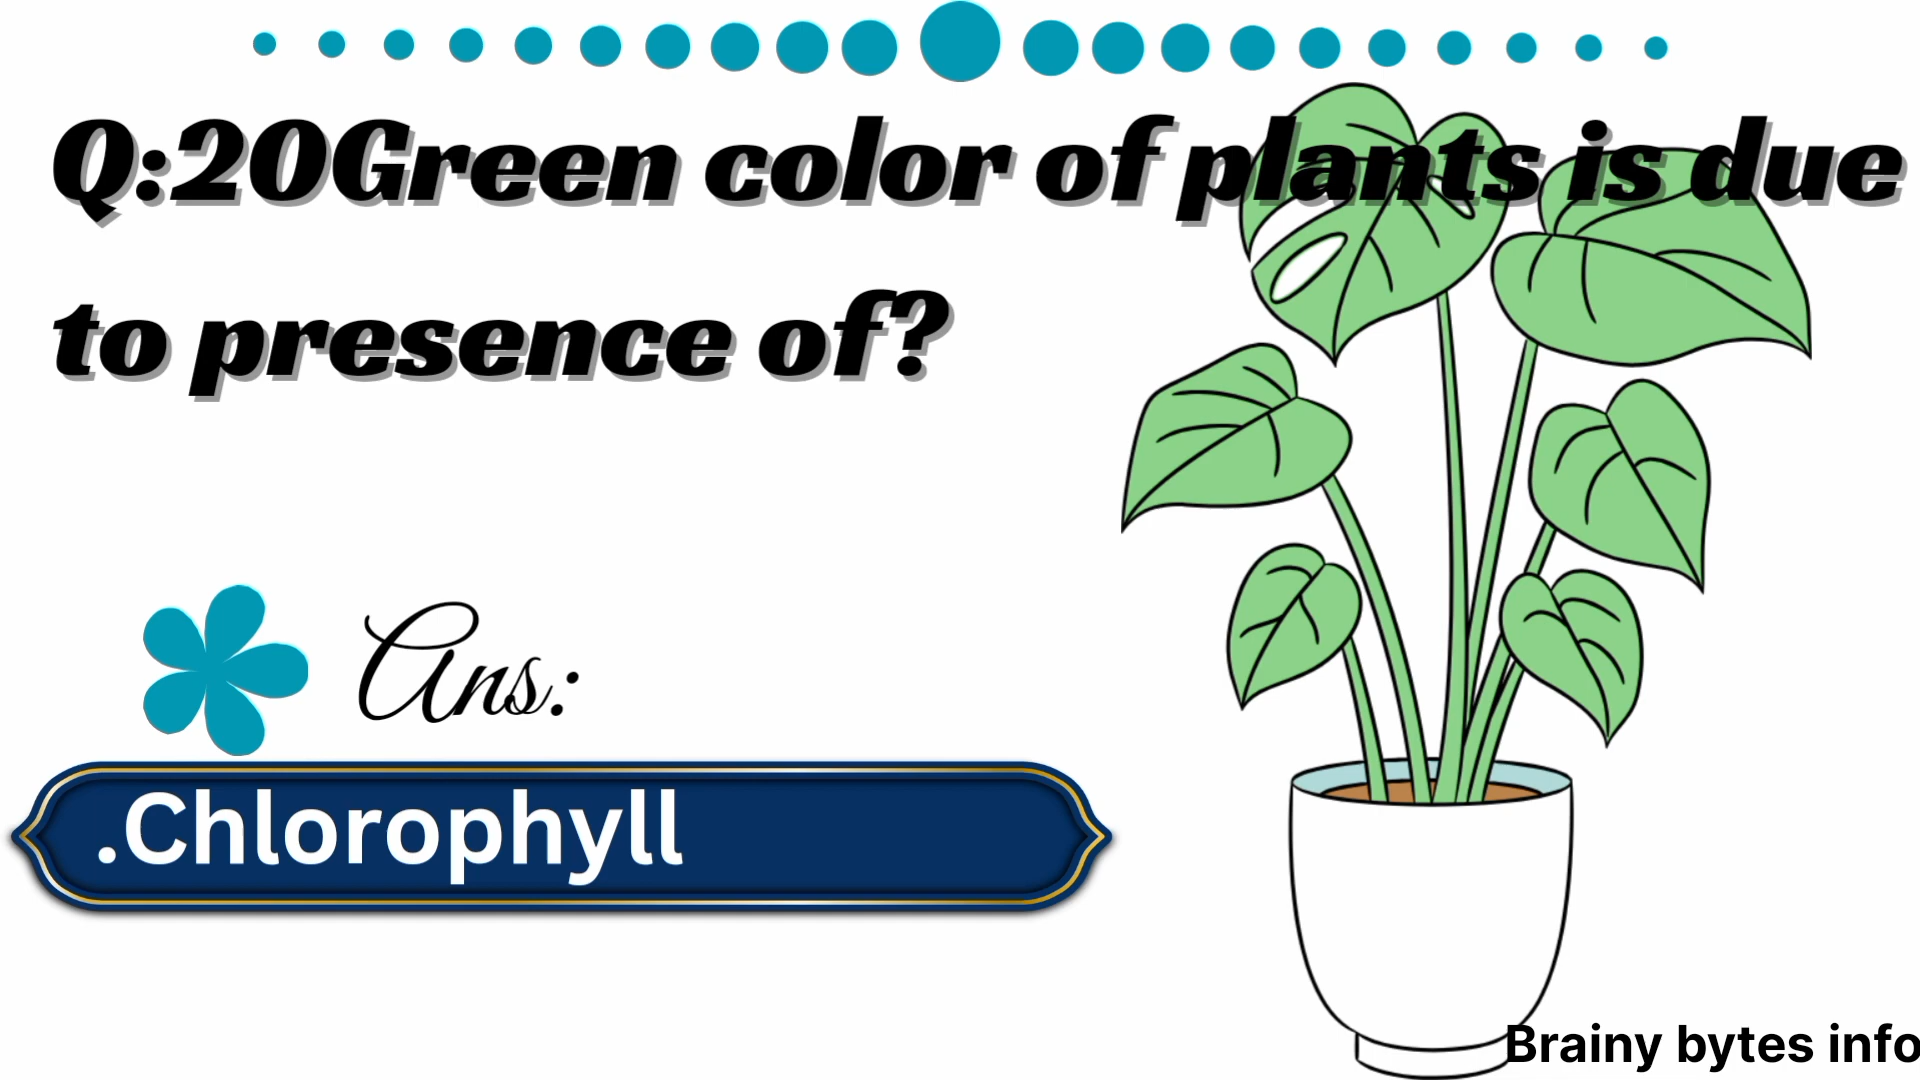 Q:20Green color of plants is due
to presence of?
Ans:
.Chlorophyll
Brainy bytes info